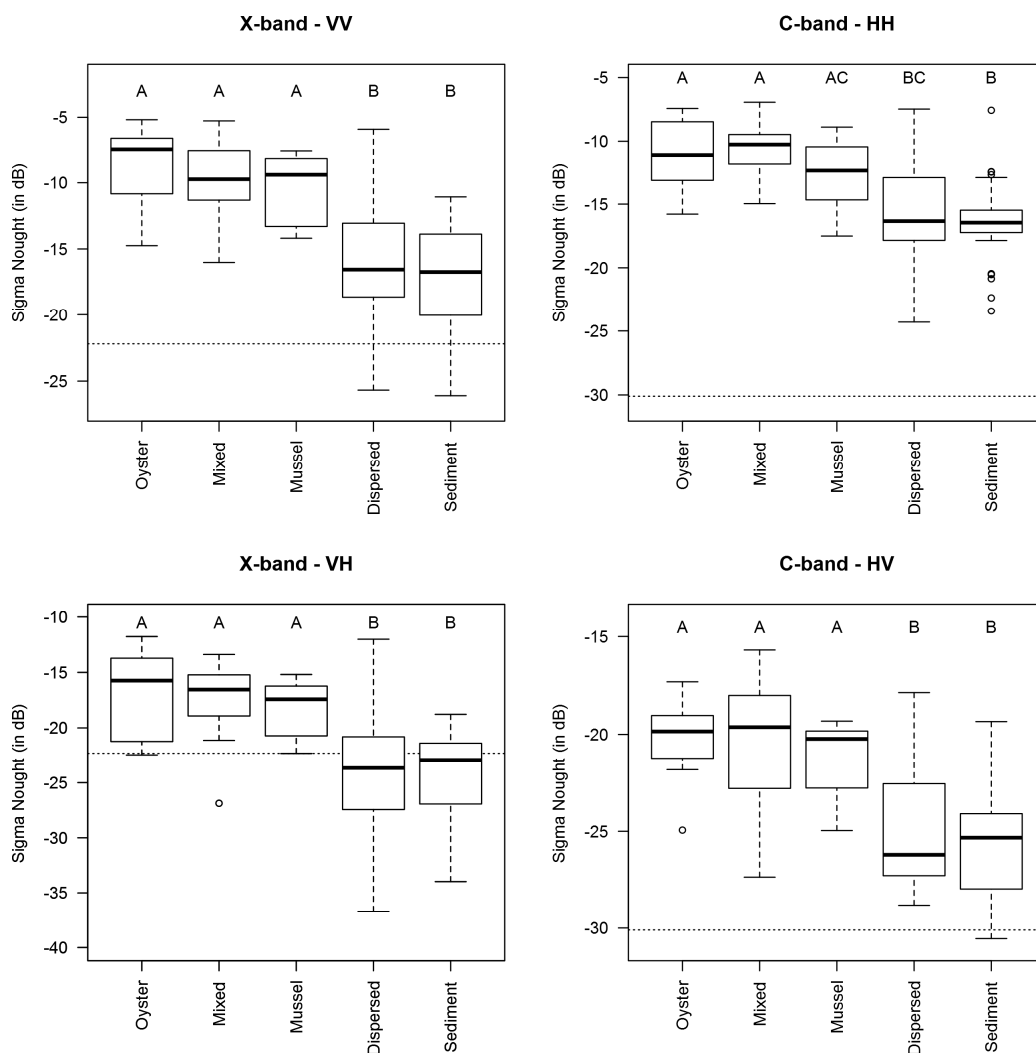 X-band - VV
Sigma Nought (in dB)
-5
-10
-15
-20
-25
A A A B B
Oyster
Mixed
Mussel
Dispersed
Sediment
C-band - HH
Sigma Nought (in dB)
-5
-10
-15
-20
-25
-30
A A AC BC B
Oyster
Mixed
Mussel
Dispersed
Sediment
X-band - VH
Sigma Nought (in dB)
-10
-15
-20
-25
-30
-35
-40
A A A B B
Oyster
Mixed
Mussel
Dispersed
Sediment
C-band - HV
Sigma Nought (in dB)
-15
-20
-25
-30
A A A B B
Oyster
Mixed
Mussel
Dispersed
Sediment